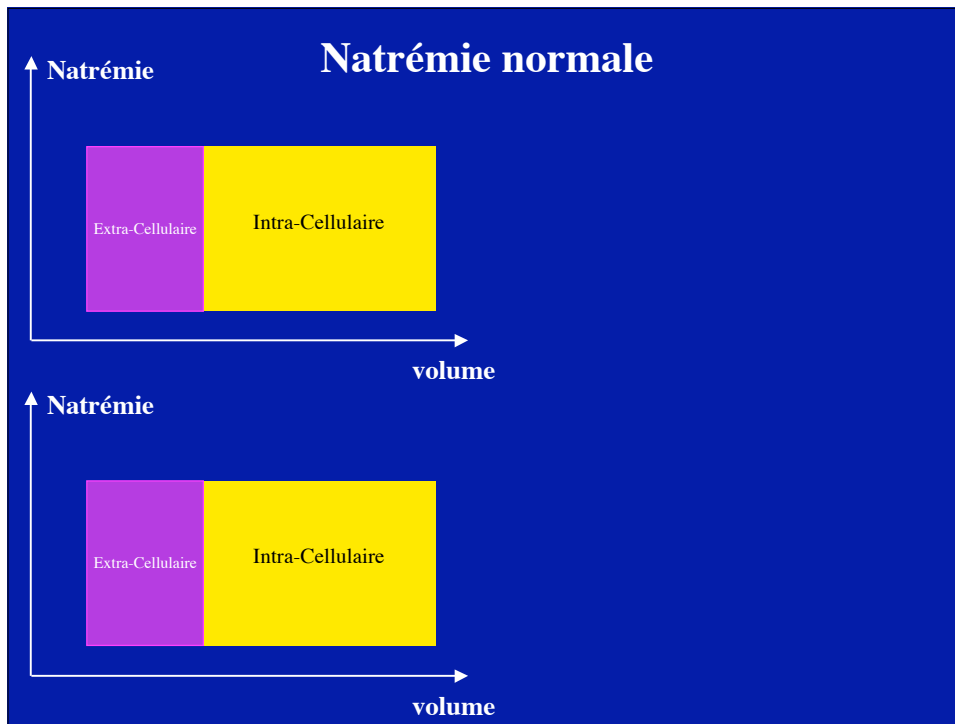 Natrémie normale
Natrémie
Extra-Cellulaire
Intra-Cellulaire
volume
Natrémie
Extra-Cellulaire
Intra-Cellulaire
volume